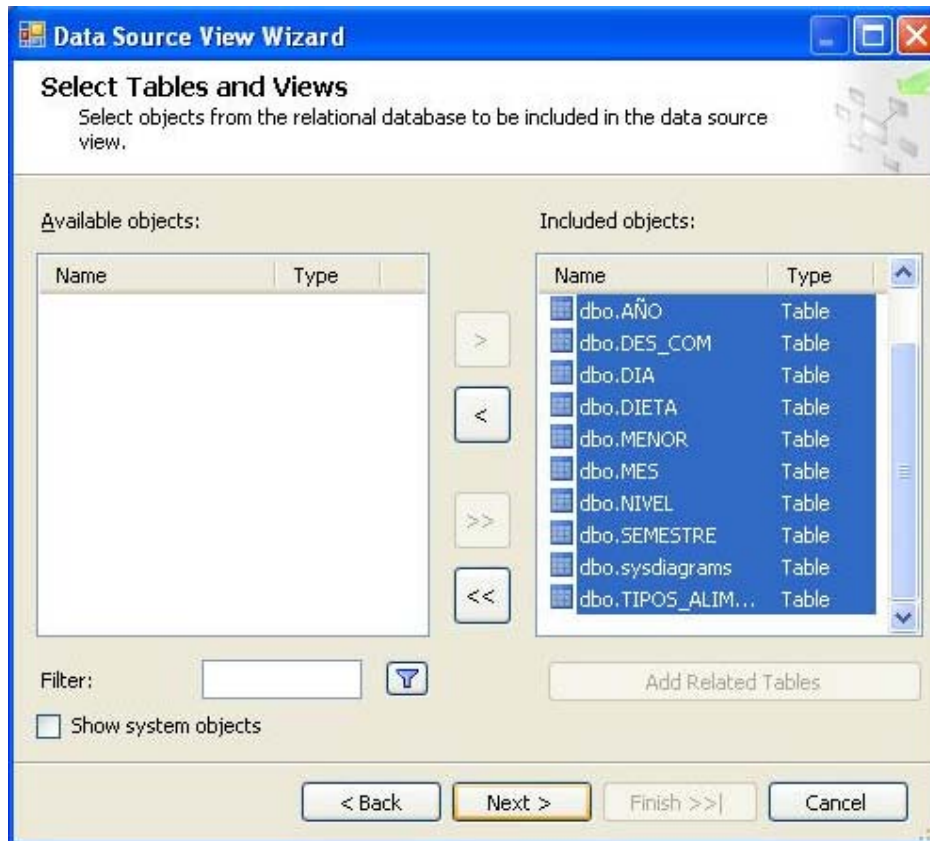 Data Source View Wizard
Select Tables and Views
Select objects from the relational database to be included in the data source
view.
Available objects:
Name Type
>
<
>>
<<
Included objects:
Name Type
dbo.AÑO Table
dbo.DES_COM Table
dbo.DIA Table
dbo.DIETA Table
dbo.MENOR Table
dbo.MES Table
dbo.NIVEL Table
dbo.SEMESTRE Table
dbo.sysdiagrams Table
dbo.TIPOS_ALIM... Table
Filter:
Add Related Tables
Show system objects
< Back Next > Finish >>| Cancel